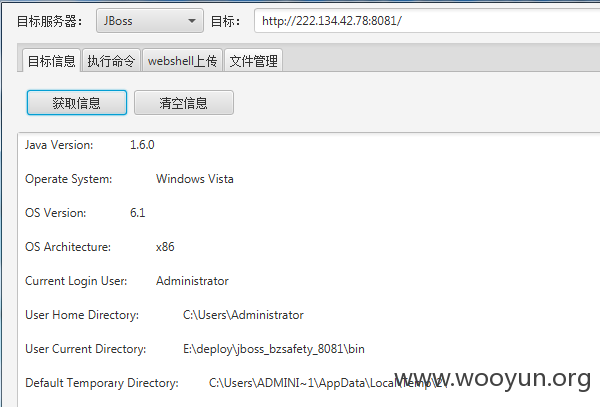 目标服务器： JBoss 目标： http://222.134.42.78:8081/
目标信息 执行命令 webshell上传 文件管理
获取信息 清空信息
Java Version: 1.6.0
Operate System: Windows Vista
OS Version: 6.1
OS Architecture: x86
Current Login User: Administrator
User Home Directory: C:\Users\Administrator
User Current Directory: E:\deploy\jboss_bzsafety_8081\bin
Default Temporary Directory: C:\Users\ADMINI~1\AppData\Local\Temp\2\
www.wooyun.org